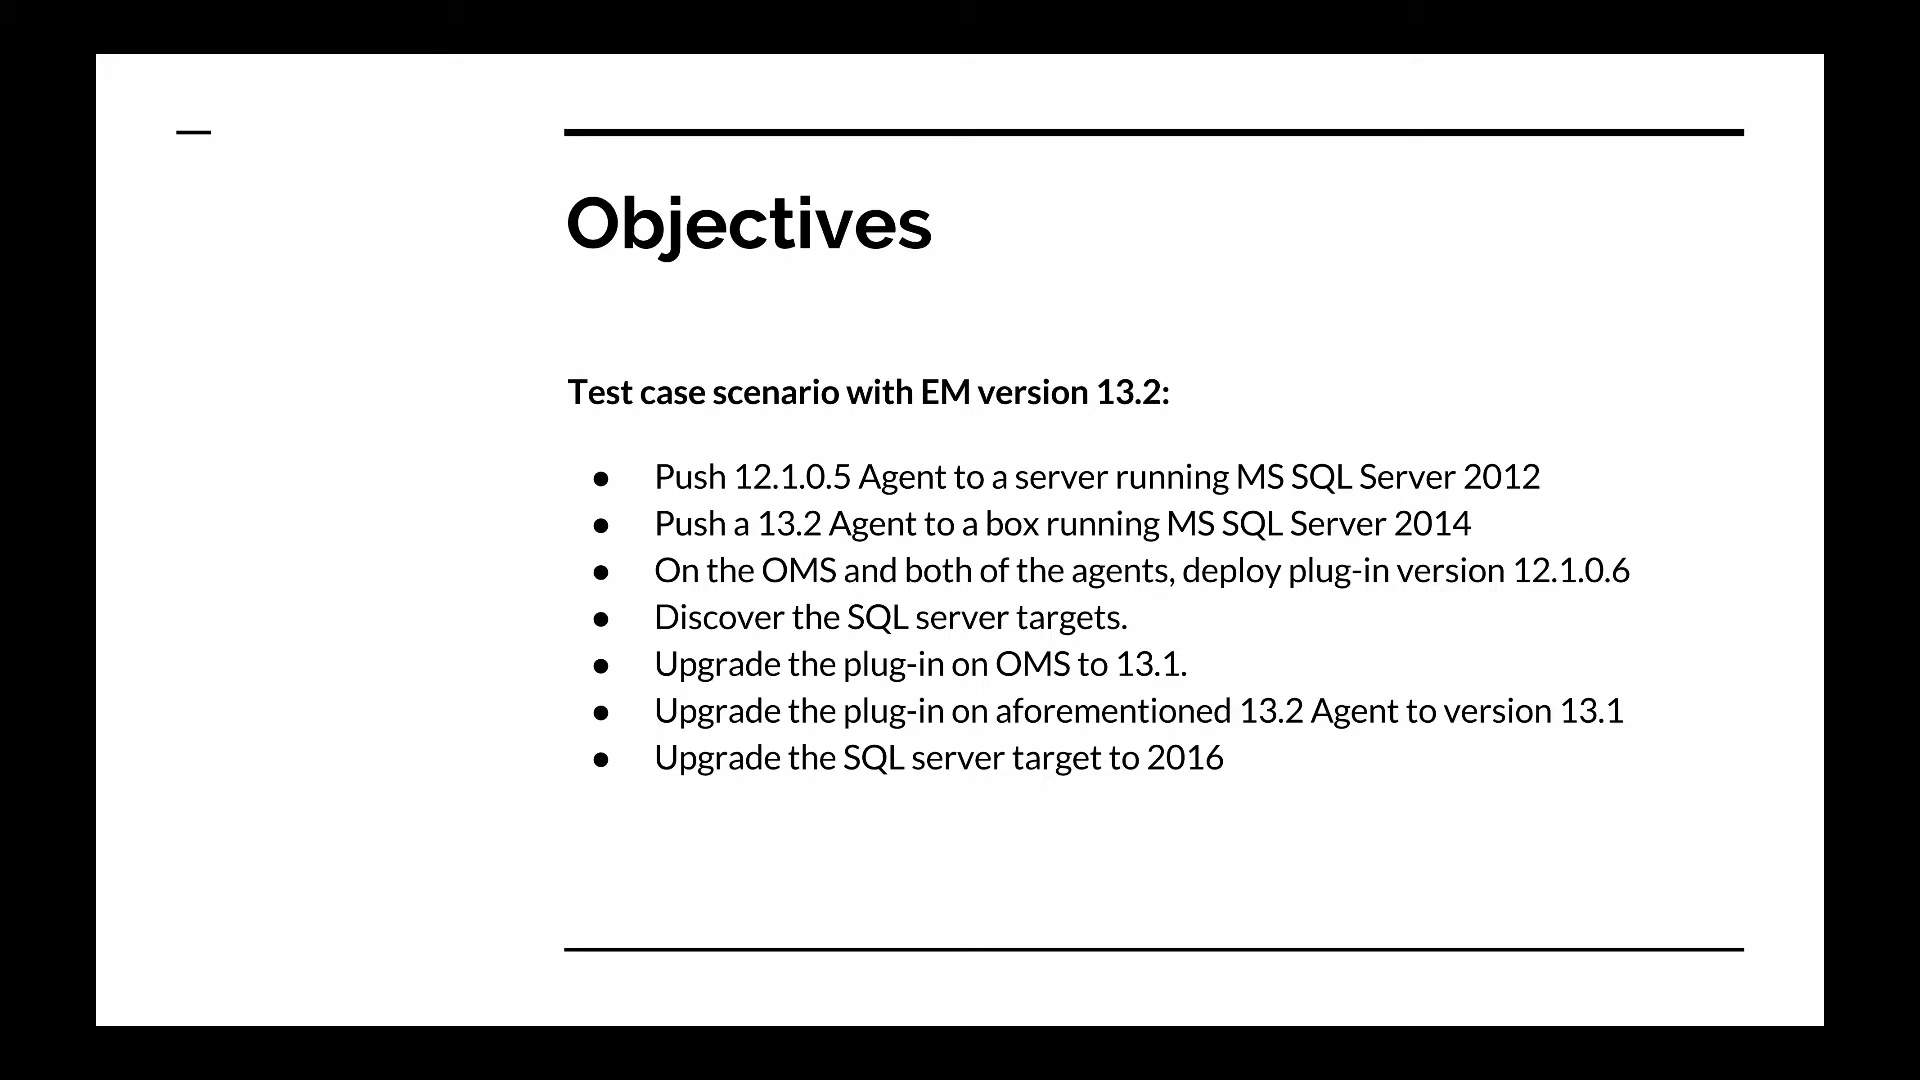 Objectives
Test case scenario with EM version 13.2:
● Push 12.1.0.5 Agent to a server running MS SQL Server 2012
● Push a 13.2 Agent to a box running MS SQL Server 2014
● On the OMS and both of the agents, deploy plug-in version 12.1.0.6
● Discover the SQL server targets.
● Upgrade the plug-in on OMS to 13.1.
● Upgrade the plug-in on aforementioned 13.2 Agent to version 13.1
● Upgrade the SQL server target to 2016